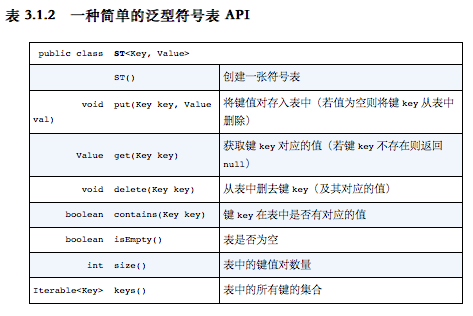 表 3.1.2 一种简单的泛型符号表 API
public class ST<Key, Value>
ST() 创建一张符号表
void put(Key key, Value 将键值对存入表中（若值为空则将键 key 从表中
val) 删除）
Value get(Key key) 获取键 key 对应的值（若键 key 不存在则返回
null）
void delete(Key key) 从表中删去键 key（及其对应的值）
boolean contains(Key key) 键 key 在表中是否有对应的值
boolean isEmpty() 表是否为空
int size() 表中的键值对数量
Iterable<Key> keys() 表中的所有键的集合